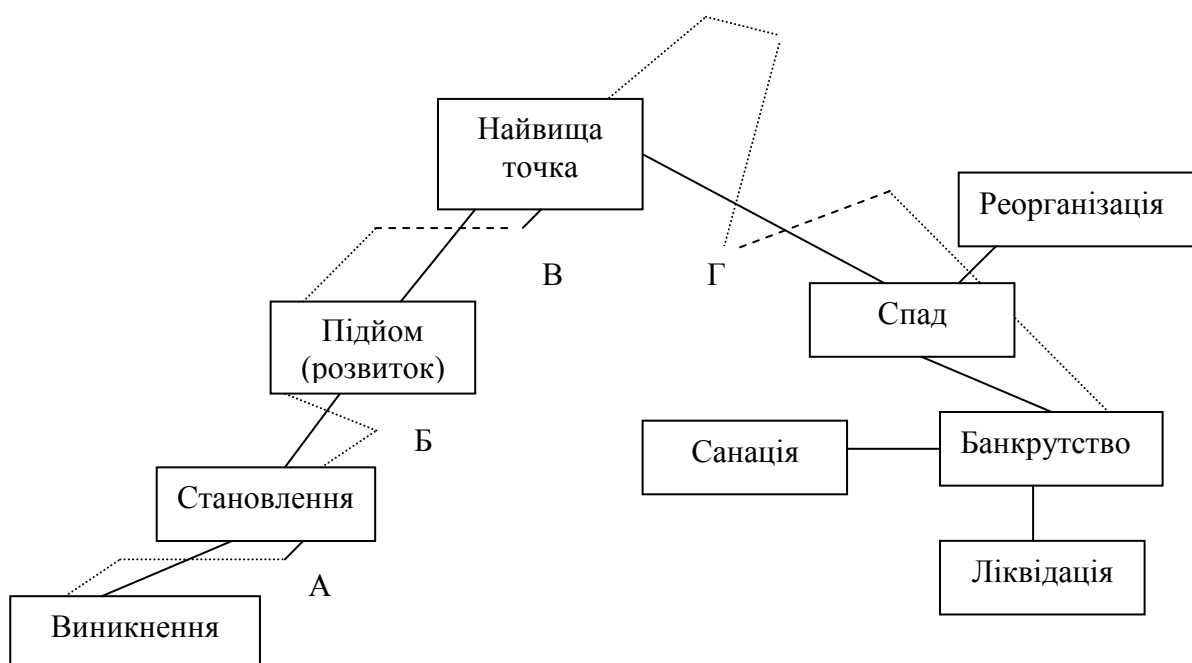 Найвища
точка
Реорганізація
В
Г
Підйом
(розвиток)
Спад
Б
Санація
Банкрутство
Становлення
А
Ліквідація
Виникнення